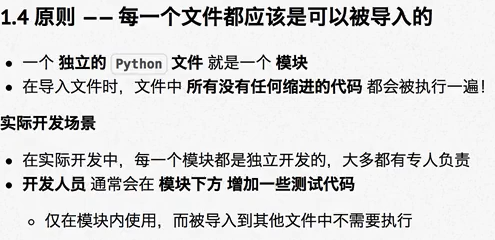 1.4 原则 —— 每一个文件都应该是可以被导入的
一个 独立的 Python 文件 就是一个 模块
在导入文件时，文件中 所有没有任何缩进的代码 都会被执行一遍！
实际开发场景
在实际开发中，每一个模块都是独立开发的，大多都有专人负责
开发人员 通常会在 模块下方 增加一些测试代码
仅在模块内使用，而被导入到其他文件中不需要执行